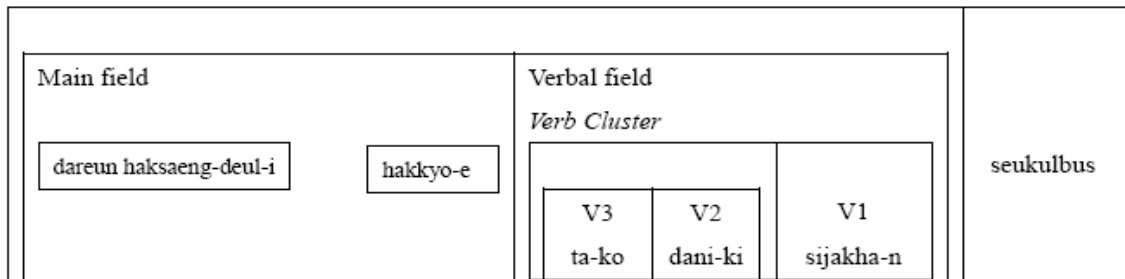 Main field
Verbal field
Verb Cluster
dareun haksaeng-deul-i
hakkyo-e
seukulbus
V3 V2 V1
ta-ko dani-ki sijakha-n